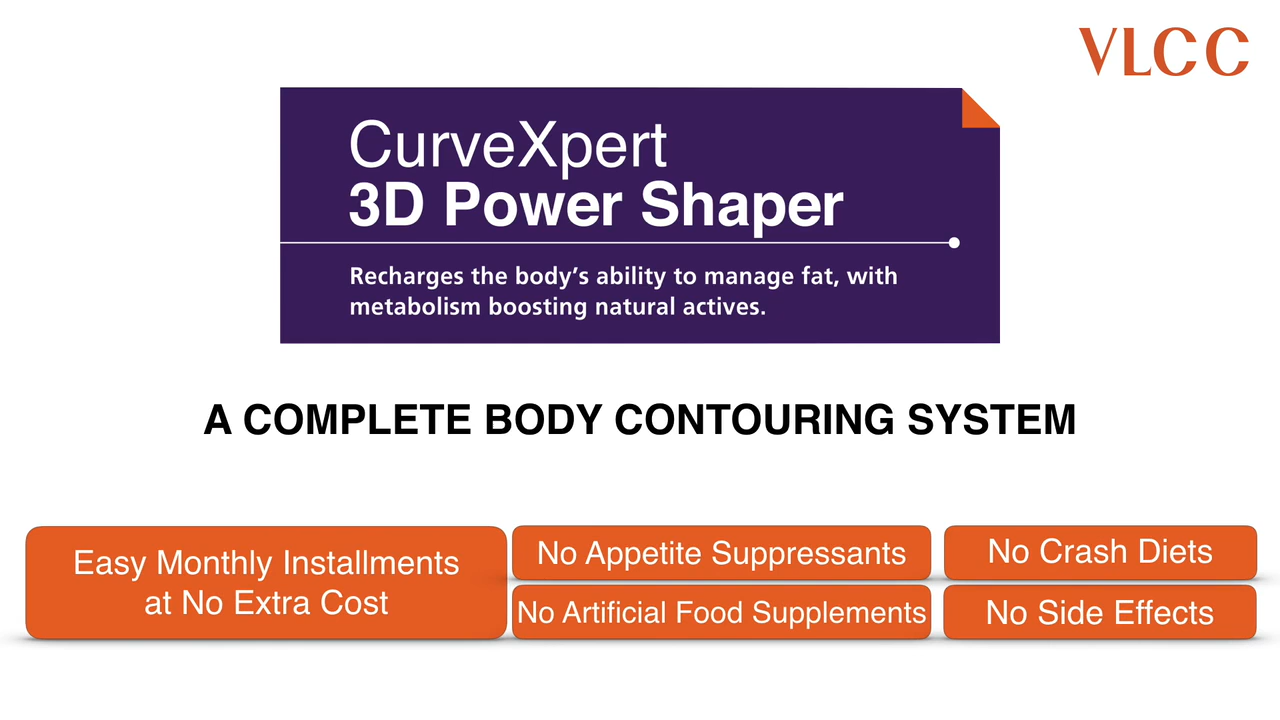 VLCC
CurveXpert
3D Power Shaper
Recharges the body's ability to manage fat, with
metabolism boosting natural actives.
A COMPLETE BODY CONTOURING SYSTEM
Easy Monthly Installments
at No Extra Cost
No Appetite Suppressants
No Crash Diets
No Artificial Food Supplements
No Side Effects